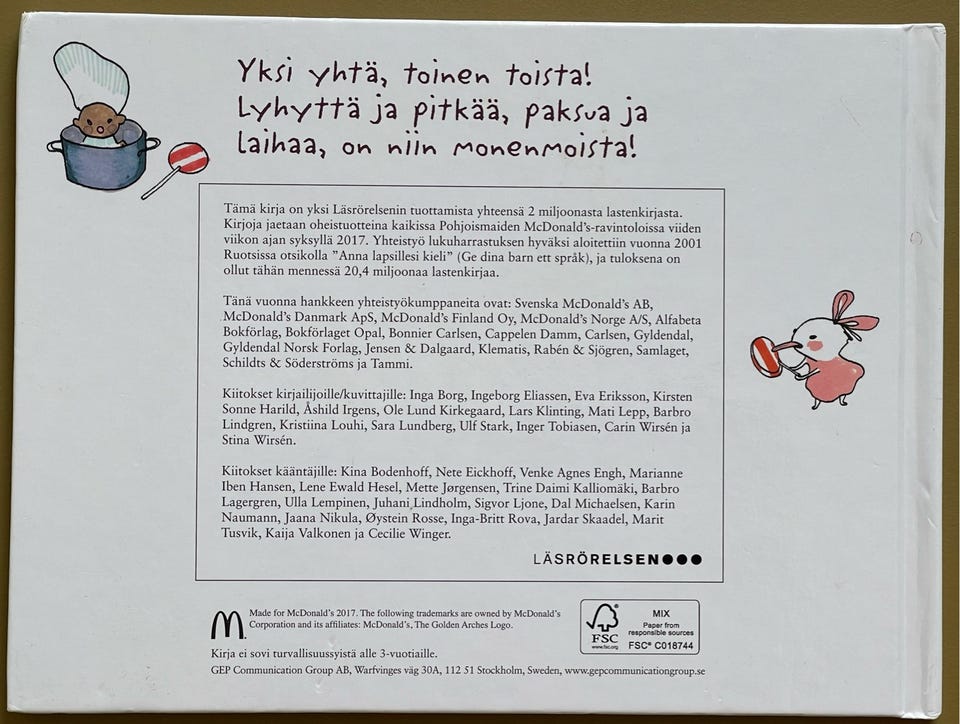 Yksi yhtä, toinen toista!
Lyhyttä ja pitkää, paksua ja
laihaa, on niin monenmoista!
Tämä kirja on yksi Läsrörelsenin tuottamista yhteensä 2 miljoonasta lastenkirjasta.
Kirjoja jaetaan oheistuotteina kaikissa Pohjoismaiden McDonald's-ravintoloissa viiden
viikon ajan syksyllä 2017. Yhteistyö lukuharrastuksen hyväksi aloitettiin vuonna 2001
Ruotsissa otsikolla ”Anna lapsillesi kieli” (Ge dina barn ett språk), ja tuloksena on
ollut tähän mennessä 20,4 miljoonaa lastenkirjaa.
Tänä vuonna hankkeen yhteistyökumppaneita ovat: Svenska McDonald's AB,
McDonald's Danmark ApS, McDonald's Finland Oy, McDonald's Norge A/S, Alfabeta
Bokförlag, Bokförlaget Opal, Bonnier Carlsen, Cappelen Damm, Carlsen, Gyldendal,
Gyldendal Norsk Forlag, Jensen & Dalgaard, Klematis, Rabén & Sjögren, Samlaget,
Schildts & Söderströms ja Tammi.
Kiitokset kirjailijoille/kuvittajille: Inga Borg, Ingeborg Eliassen, Eva Eriksson, Kirsten
Sonne Harild, Åshild Irgens, Ole Lund Kirkegaard, Lars Klinting, Mati Lepp, Barbro
Lindgren, Kristiina Louhi, Sara Lundberg, Ulf Stark, Inger Tobiasen, Carin Wirsén ja
Stina Wirsén.
Kiitokset kääntäjille: Kina Bodenhoff, Nete Eickhoff, Venke Agnes Engh, Marianne
Iben Hansen, Lene Ewald Hesel, Mette Jørgensen, Trine Daimi Kalliomäki, Barbro
Lagergren, Ulla Lempinen, Juhani Lindholm, Sigvor Ljone, Dal Michaelsen, Karin
Naumann, Jaana Nikula, Øystein Rosse, Inga-Britt Rova, Jardar Skaadel, Marit
Tusvik, Kaija Valkonen ja Cecilie Winger.
LÄSRÖRELSEN●●●
Made for McDonald's 2017. The following trademarks are owned by McDonald's
Corporation and its affiliates: McDonald's, The Golden Arches Logo.
Kirja ei sovi turvallisuussyistä alle 3-vuotiaille.
GEP Communication Group AB, Warfvinges väg 30A, 112 51 Stockholm, Sweden, www.gepcommunicationgroup.se
FSC
www.fsc.org
MIX
Paper from
responsible sources
FSC® C018744